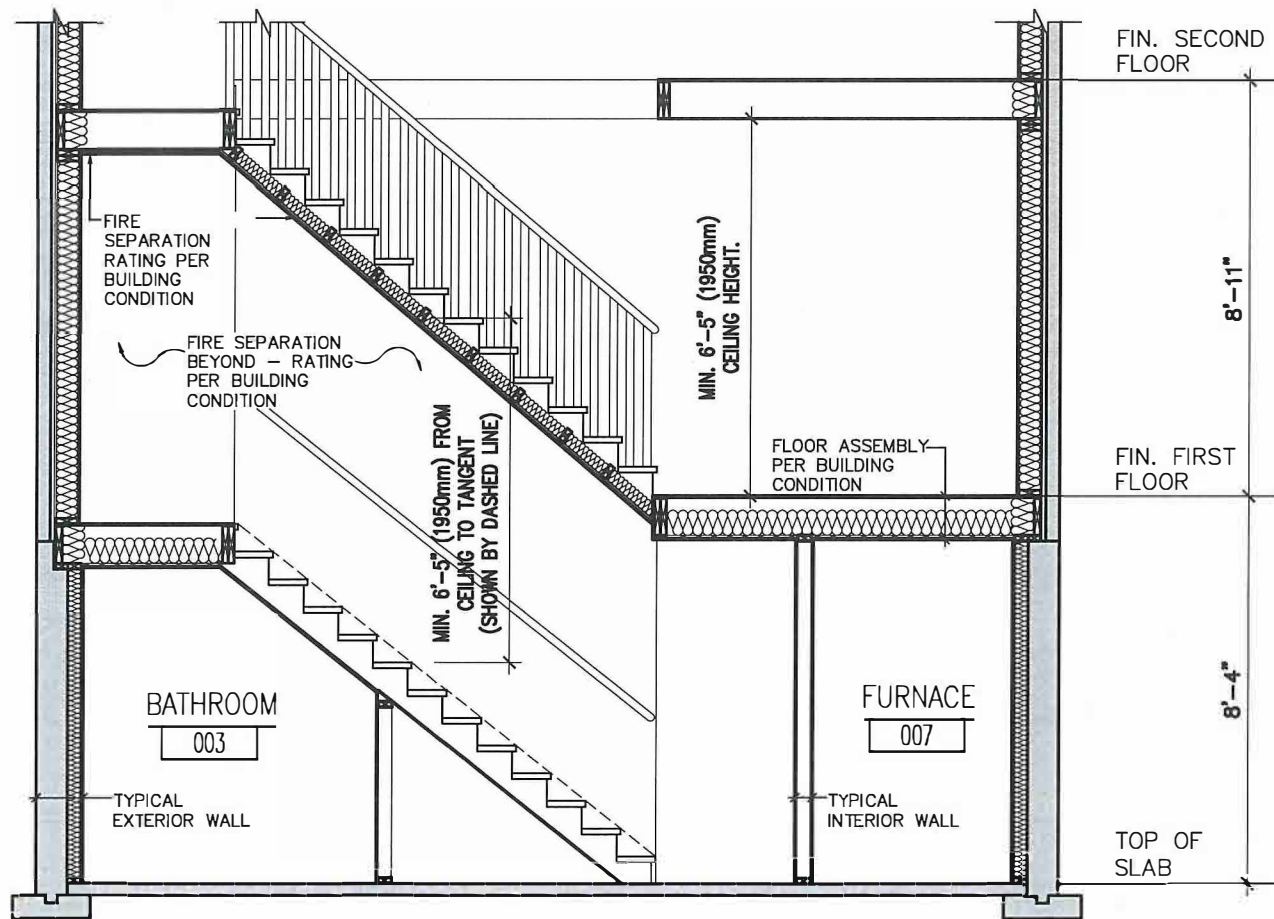 FIN. SECOND
FLOOR
FIRE
SEPARATION
RATING PER
BUILDING
CONDITION
MIN. 6'-5" (1950mm)
CEILING HEIGHT.
8'-11"
FIRE SEPARATION
BEYOND – RATING
PER BUILDING
CONDITION
MIN. 6'-5" (1950mm) FROM
CEILING TO TANGENT
(SHOWN BY DASHED LINE)
FLOOR ASSEMBLY
PER BUILDING
CONDITION
FIN. FIRST
FLOOR
BATHROOM
003
FURNACE
007
8'-4"
TYPICAL
EXTERIOR WALL
TYPICAL
INTERIOR WALL
TOP OF
SLAB